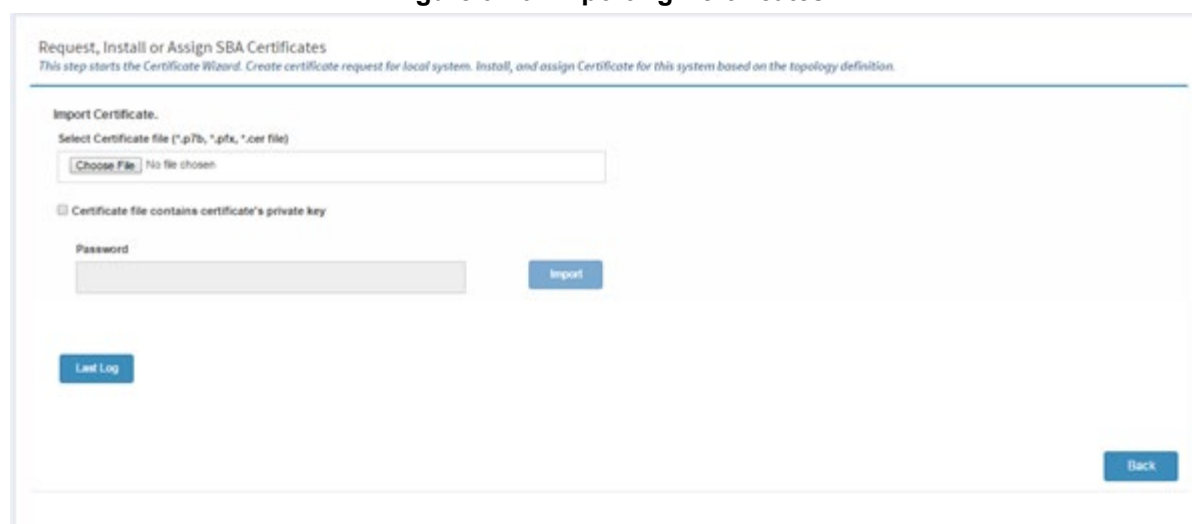 Request, Install or Assign SBA Certificates
This step starts the Certificate Wizard. Create certificate request for local system. Install, and assign Certificate for this system based on the topology definition.
Import Certificate.
Select Certificate file (*.p7b, *.pfx, *.cer file)
Choose File No file chosen
Certificate file contains certificate's private key
Password
Import
Last Log
Back